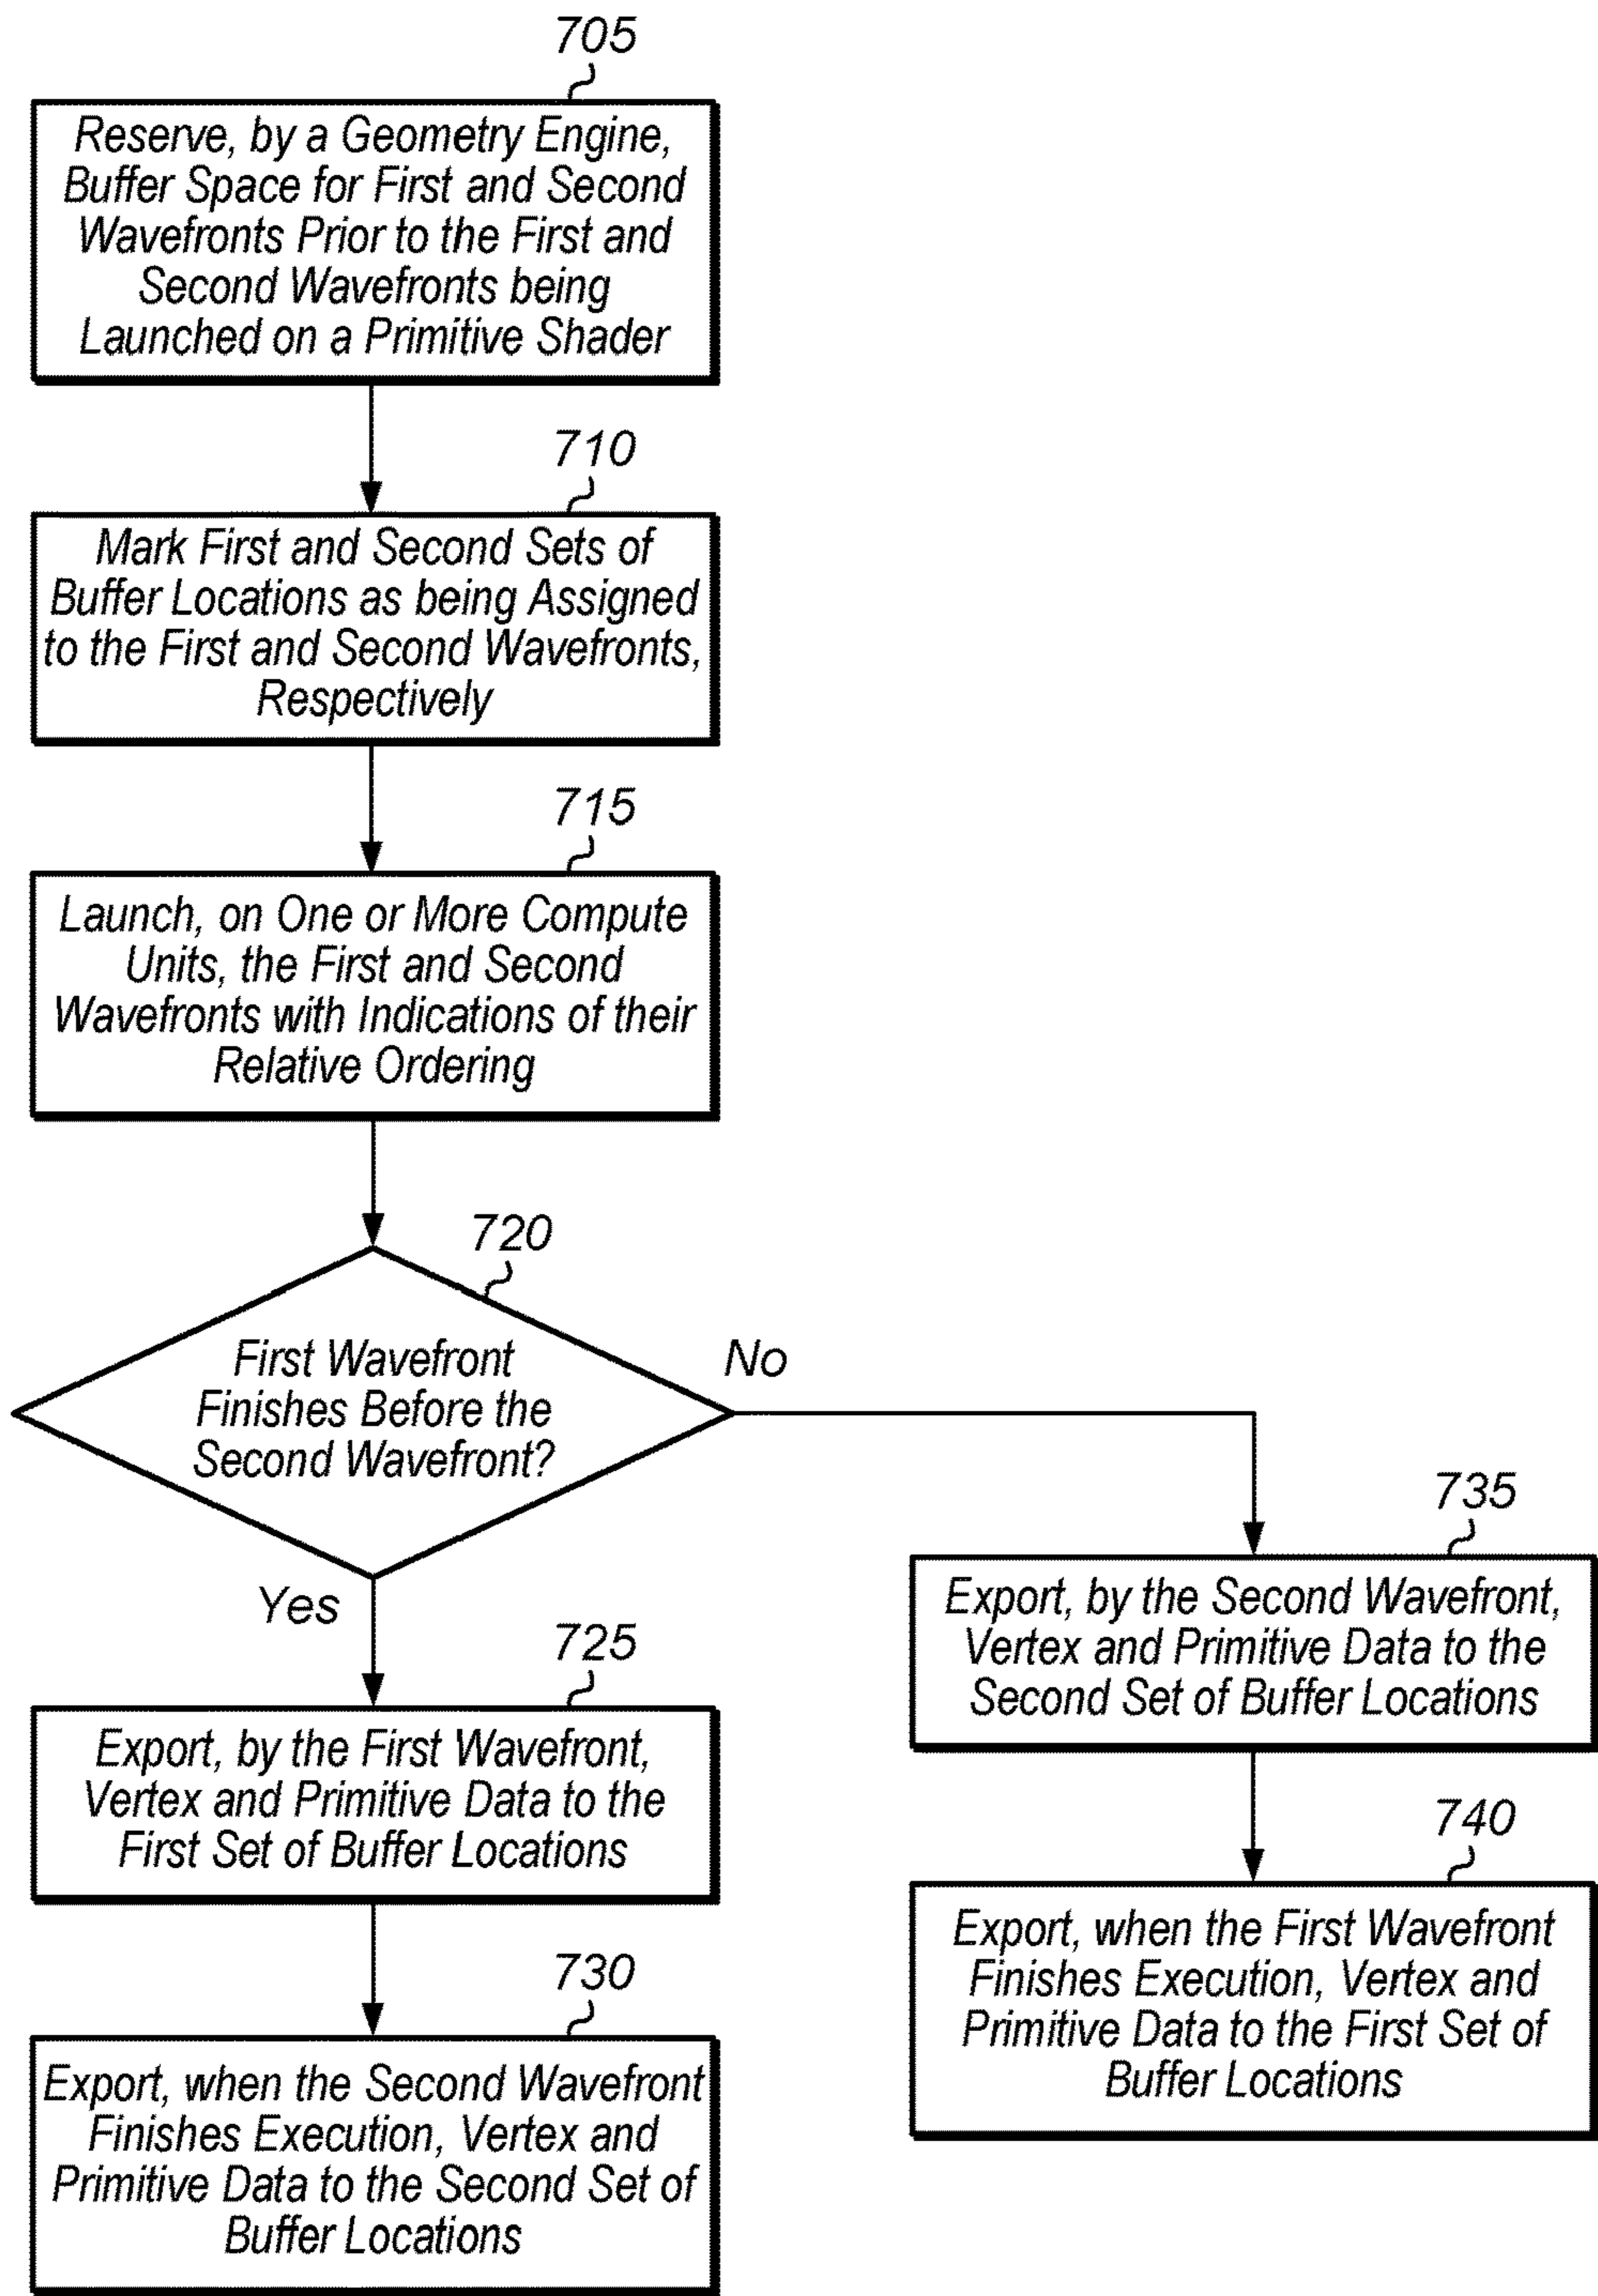 705
Reserve, by a Geometry Engine,
Buffer Space for First and Second
Wavefronts Prior to the First and
Second Wavefronts being
Launched on a Primitive Shader
710
Mark First and Second Sets of
Buffer Locations as being Assigned
to the First and Second Wavefronts,
Respectively
715
Launch, on One or More Compute
Units, the First and Second
Wavefronts with Indications of their
Relative Ordering
720
First Wavefront
Finishes Before the
Second Wavefront?
No
Yes
725
Export, by the First Wavefront,
Vertex and Primitive Data to the
First Set of Buffer Locations
730
Export, when the Second Wavefront
Finishes Execution, Vertex and
Primitive Data to the Second Set of
Buffer Locations
735
Export, by the Second Wavefront,
Vertex and Primitive Data to the
Second Set of Buffer Locations
740
Export, when the First Wavefront
Finishes Execution, Vertex and
Primitive Data to the First Set of
Buffer Locations